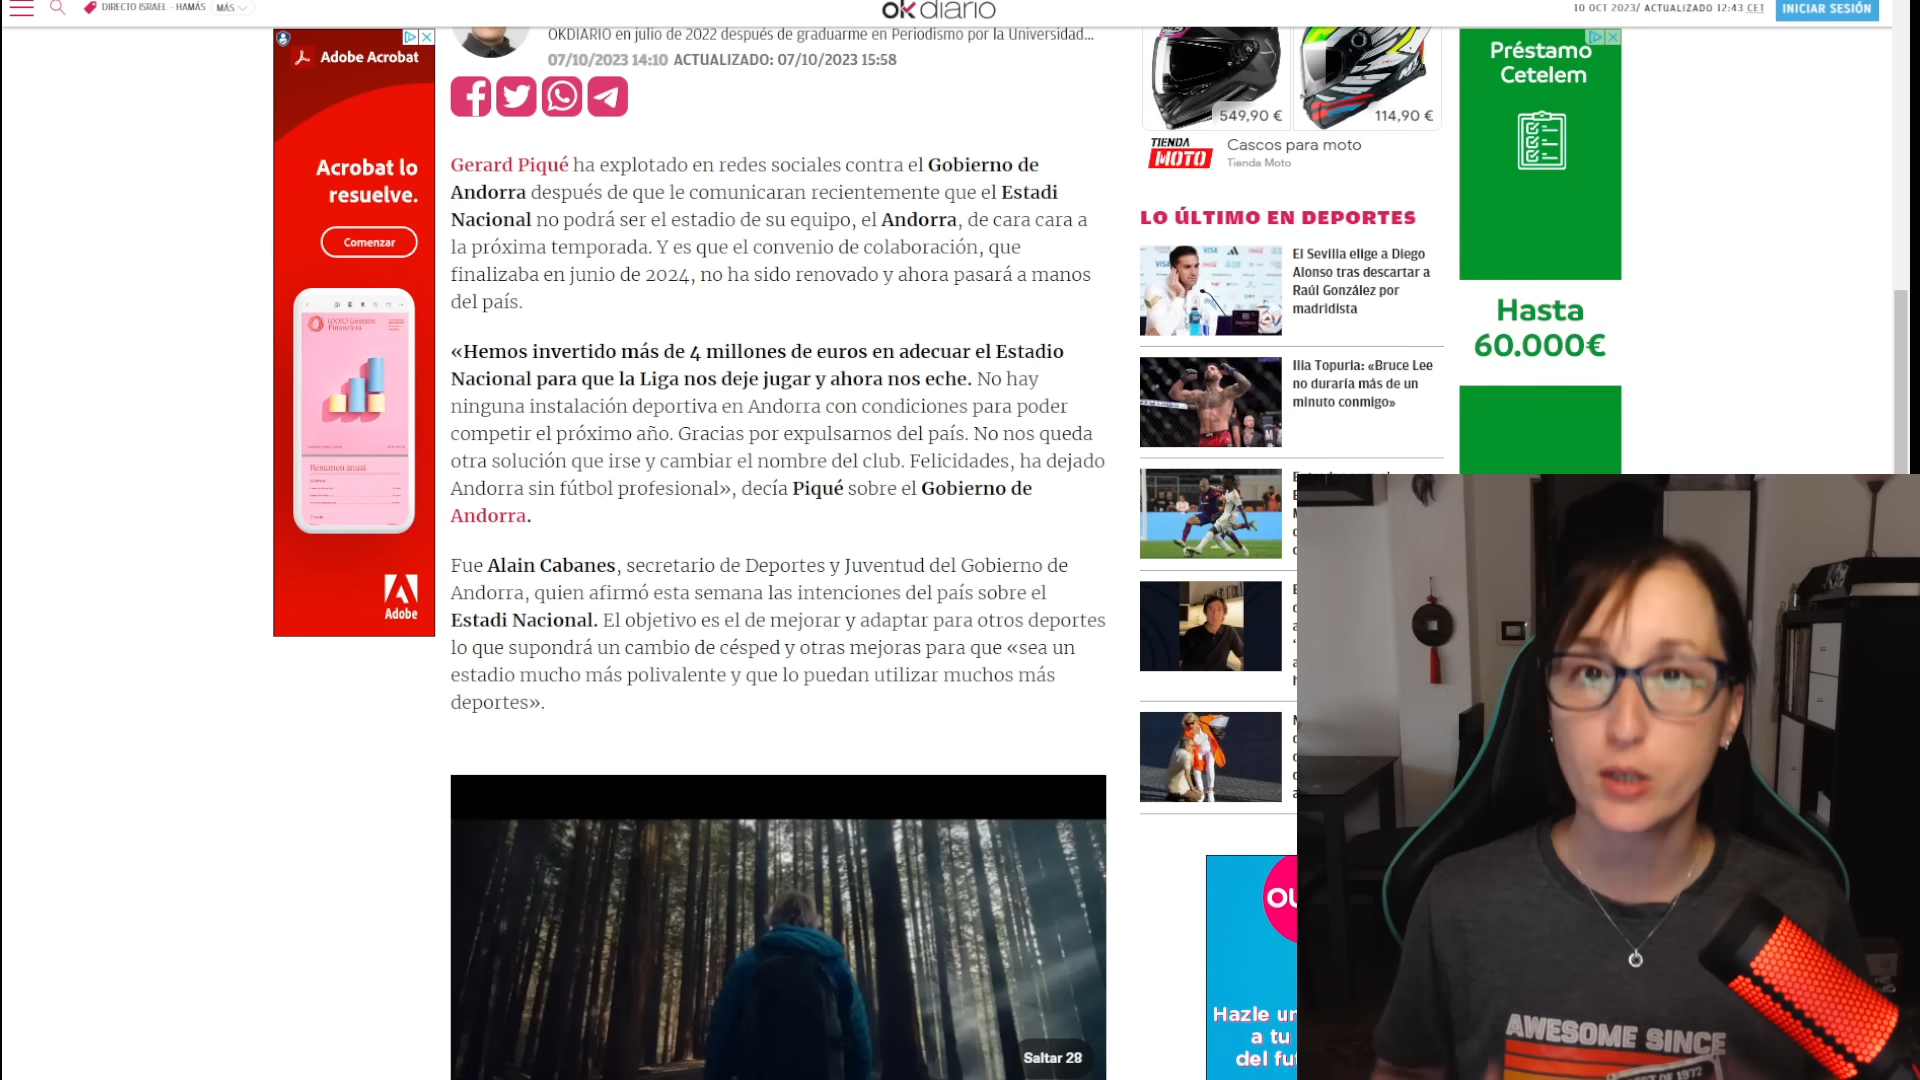 DIRECTO ISRAEL - HAMÁS MÁS
okdiario
10 OCT 2023/ ACTUALIZADO 12:43 CET
INICIAR SESIÓN
Adobe Acrobat
Acrobat lo
resuelve.
Comenzar
Resumen anual
Adobe
OKDIARIO en julio de 2022 después de graduarme en Periodismo por la Universidad...
07/10/2023 14:10 ACTUALIZADO: 07/10/2023 15:58
Gerard Piqué ha explotado en redes sociales contra el Gobierno de
Andorra después de que le comunicaran recientemente que el Estadi
Nacional no podrá ser el estadio de su equipo, el Andorra, de cara cara a
la próxima temporada. Y es que el convenio de colaboración, que
finalizaba en junio de 2024, no ha sido renovado y ahora pasará a manos
del país.
«Hemos invertido más de 4 millones de euros en adecuar el Estadio
Nacional para que la Liga nos deje jugar y ahora nos eche. No hay
ninguna instalación deportiva en Andorra con condiciones para poder
competir el próximo año. Gracias por expulsarnos del país. No nos queda
otra solución que irse y cambiar el nombre del club. Felicidades, ha dejado
Andorra sin fútbol profesional», decía Piqué sobre el Gobierno de
Andorra.
Fue Alain Cabanes, secretario de Deportes y Juventud del Gobierno de
Andorra, quien afirmó esta semana las intenciones del país sobre el
Estadi Nacional. El objetivo es el de mejorar y adaptar para otros deportes
lo que supondrá un cambio de césped y otras mejoras para que «sea un
estadio mucho más polivalente y que lo puedan utilizar muchos más
deportes».
Saltar 28
549,90 €
114,90 €
TIENDA
MOTO
Cascos para moto
Tienda Moto
LO ÚLTIMO EN DEPORTES
El Sevilla elige a Diego
Alonso tras descartar a
Raúl González por
madridista
Ilia Topuria: «Bruce Lee
no duraría más de un
minuto conmigo»
Préstamo
Cetelem
Hasta
60.000€
Hazle un
a tu
del fu
AWESOME SINCE